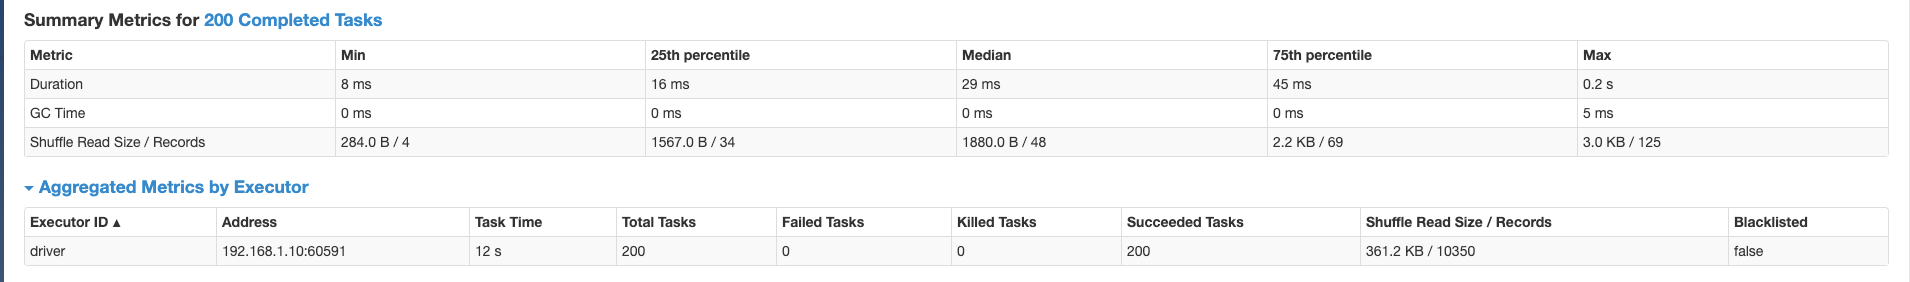 Summary Metrics for 200 Completed Tasks
Metric Min 25th percentile Median 75th percentile Max
Duration 8 ms 16 ms 29 ms 45 ms 0.2 s
GC Time 0 ms 0 ms 0 ms 0 ms 5 ms
Shuffle Read Size / Records 284.0 B / 4 1567.0 B / 34 1880.0 B / 48 2.2 KB / 69 3.0 KB / 125
Aggregated Metrics by Executor
Executor ID ▲ Address Task Time Total Tasks Failed Tasks Killed Tasks Succeeded Tasks Shuffle Read Size / Records Blacklisted
driver 192.168.1.10:60591 12 s 200 0 0 200 361.2 KB / 10350 false